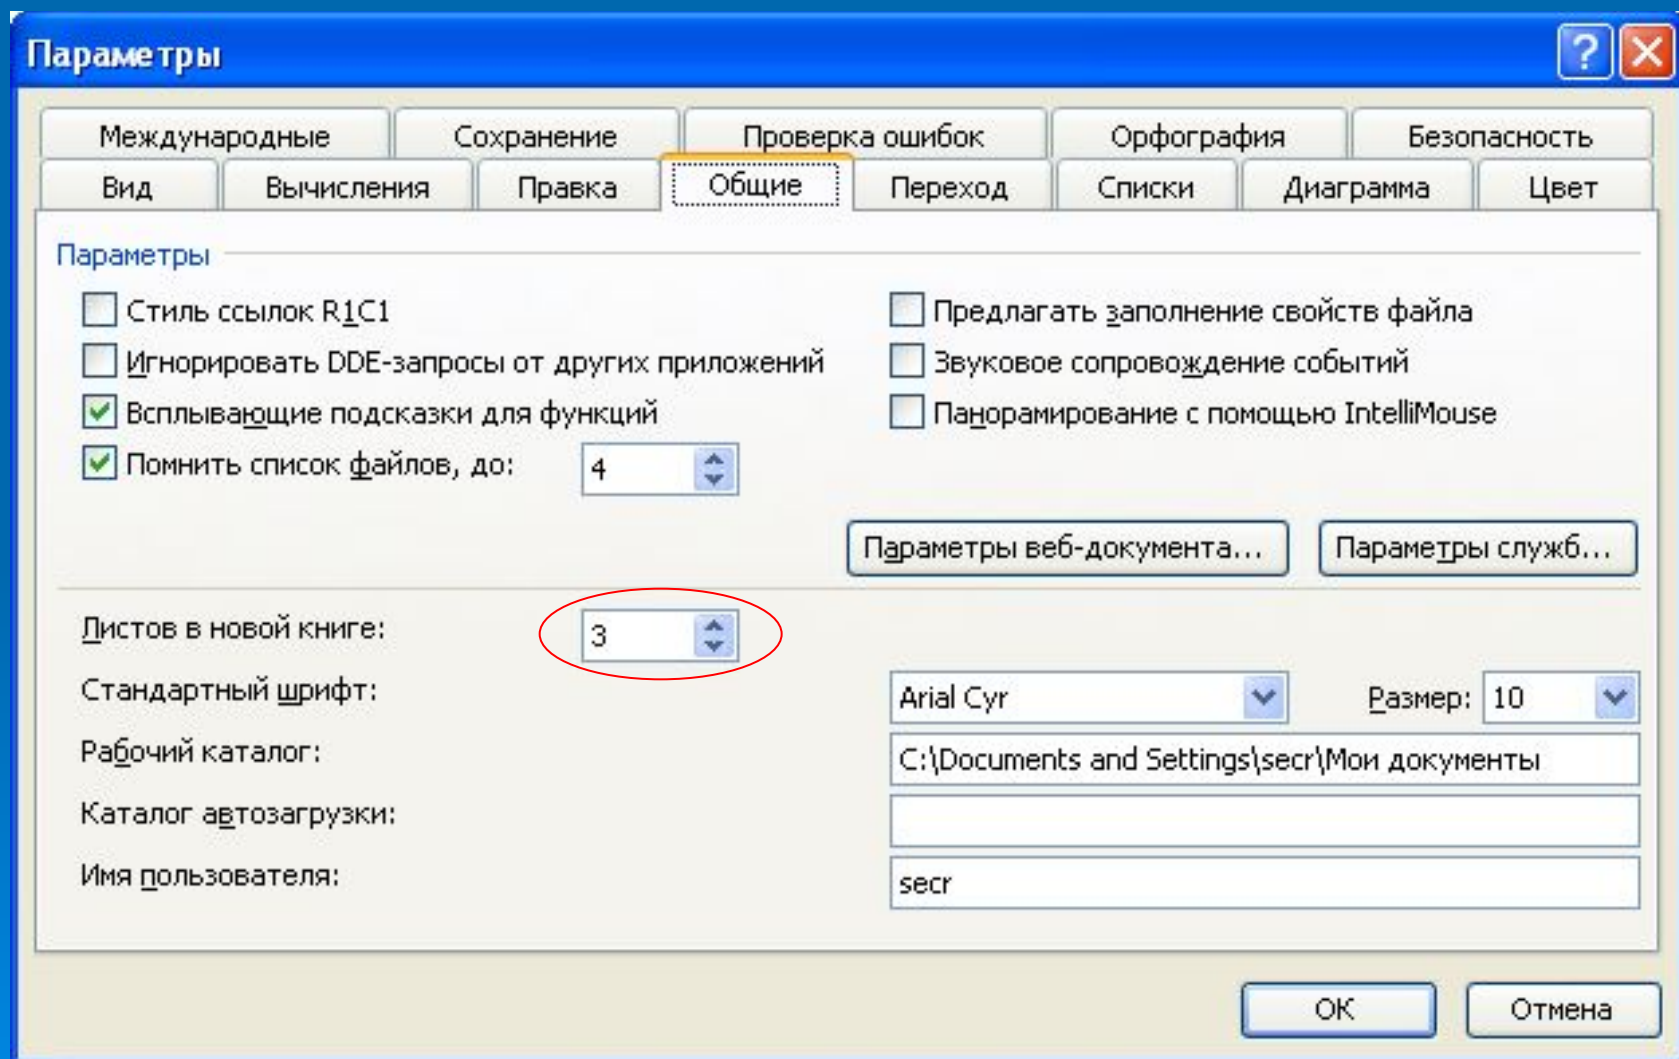 Параметры
Международные Сохранение Проверка ошибок Орфография Безопасность
Вид Вычисления Правка Общие Переход Списки Диаграмма Цвет
Параметры
Стиль ссылок R1C1 Предлагать заполнение свойств файла
Игнорировать DDE-запросы от других приложений Звуковое сопровождение событий
Всплывающие подсказки для функций Панорамирование с помощью IntelliMouse
Помнить список файлов, до: 4
Параметры веб-документа... Параметры служб...
Листов в новой книге: 3
Стандартный шрифт: Arial Cyr Размер: 10
Рабочий каталог: C:\Documents and Settings\secr\Мои документы
Каталог автозагрузки:
Имя пользователя: secr
ОК Отмена